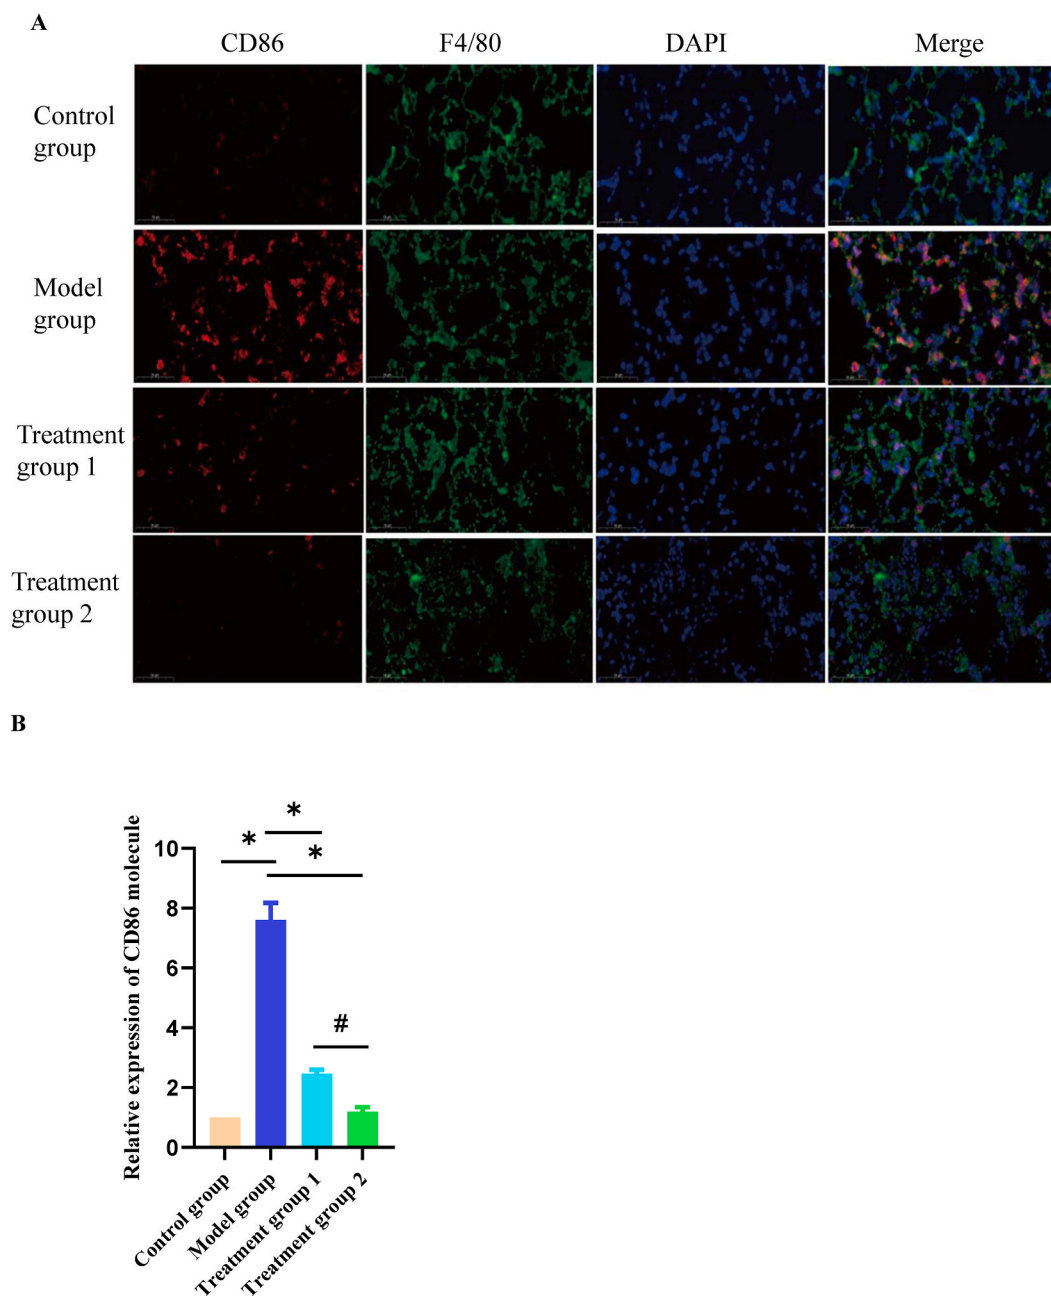 A
CD86 F4/80 DAPI Merge
Control
group
Model
group
Treatment
group 1
Treatment
group 2
B
*
*
*
#
Relative expression of CD86 molecule
10
8
6
4
2
0
Control group
Model group
Treatment group 1
Treatment group 2